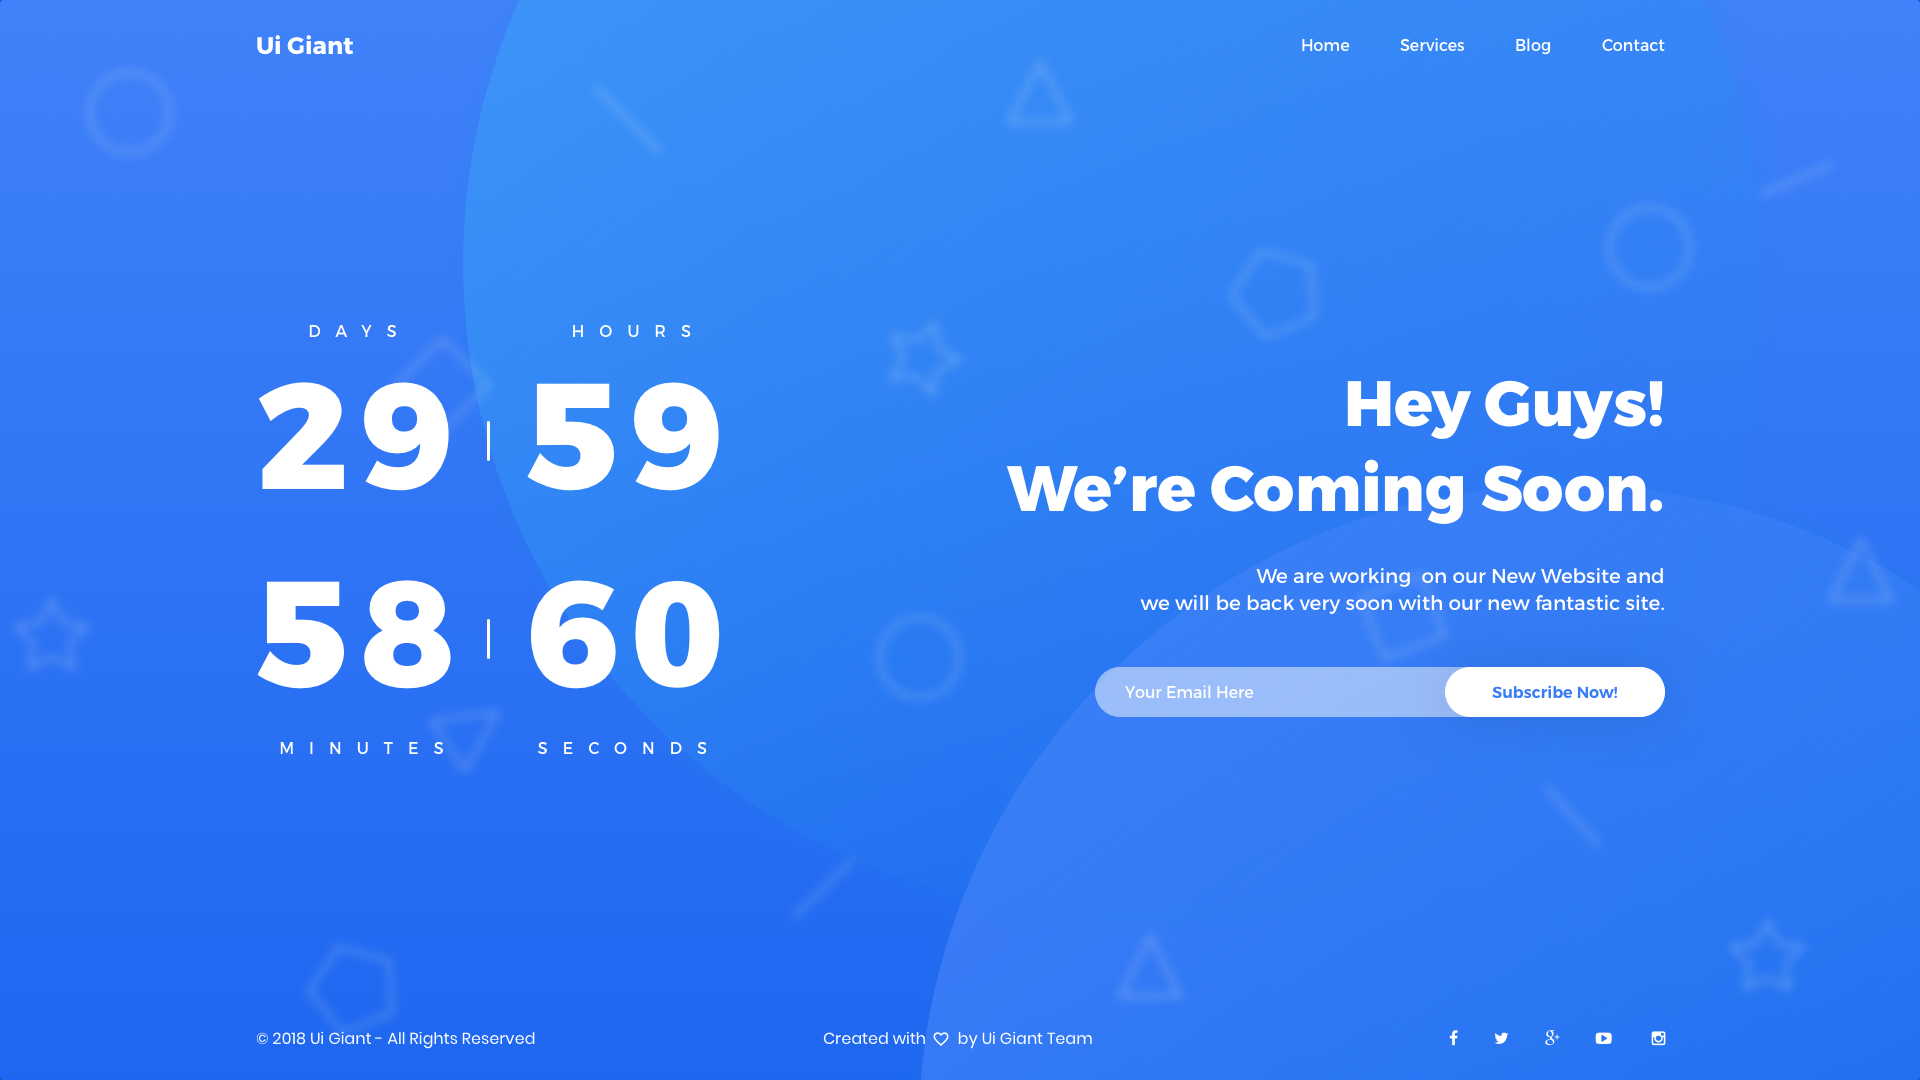 Ui Giant
Home Services Blog Contact
DAYS HOURS
29 59
58 60
MINUTES SECONDS
Hey Guys!
We’re Coming Soon.
We are working on our New Website and
we will be back very soon with our new fantastic site.
Your Email Here Subscribe Now!
© 2018 Ui Giant - All Rights Reserved
Created with ♡ by Ui Giant Team